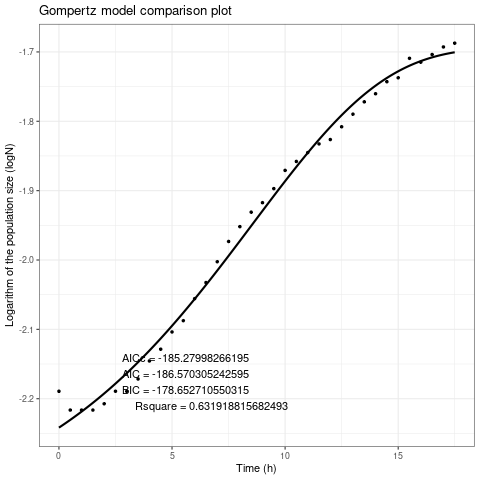 Gompertz model comparison plot
Logarithm of the population size (logN)
-1.7
-1.8
-1.9
-2.0
-2.1
-2.2
AICc = -185.27998266195
AIC = -186.570305242595
BIC = -178.652710550315
Rsquare = 0.631918815682493
0 5 10 15
Time (h)